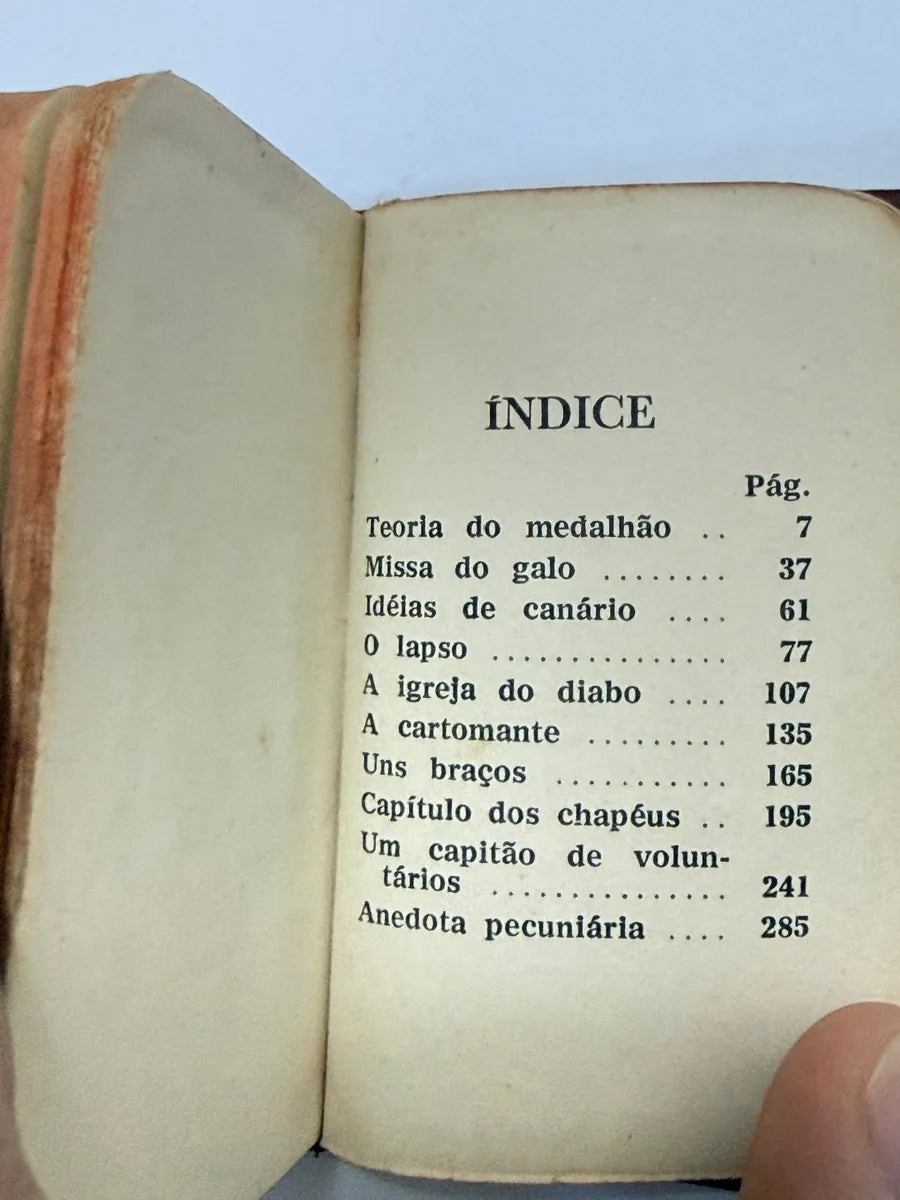 ÍNDICE
Pág.
Teoria do medalhão .. 7
Missa do galo ........ 37
Idéias de canário .... 61
O lapso ............... 77
A igreja do diabo .... 107
A cartomante ......... 135
Uns braços ........... 165
Capítulo dos chapéus .. 195
Um capitão de volun-
tários ................ 241
Anedota pecuniária .... 285